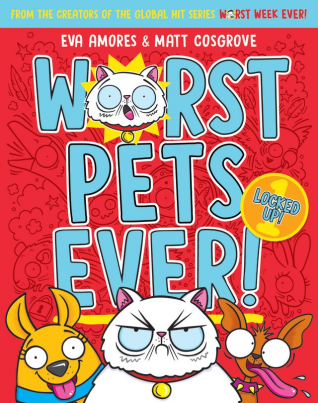 FROM THE CREATORS OF THE GLOBAL HIT SERIES WORST WEEK EVER!
EVA AMORES & MATT COSGROVE
WORST
PETS
EVER!
1
LOCKED
UP!